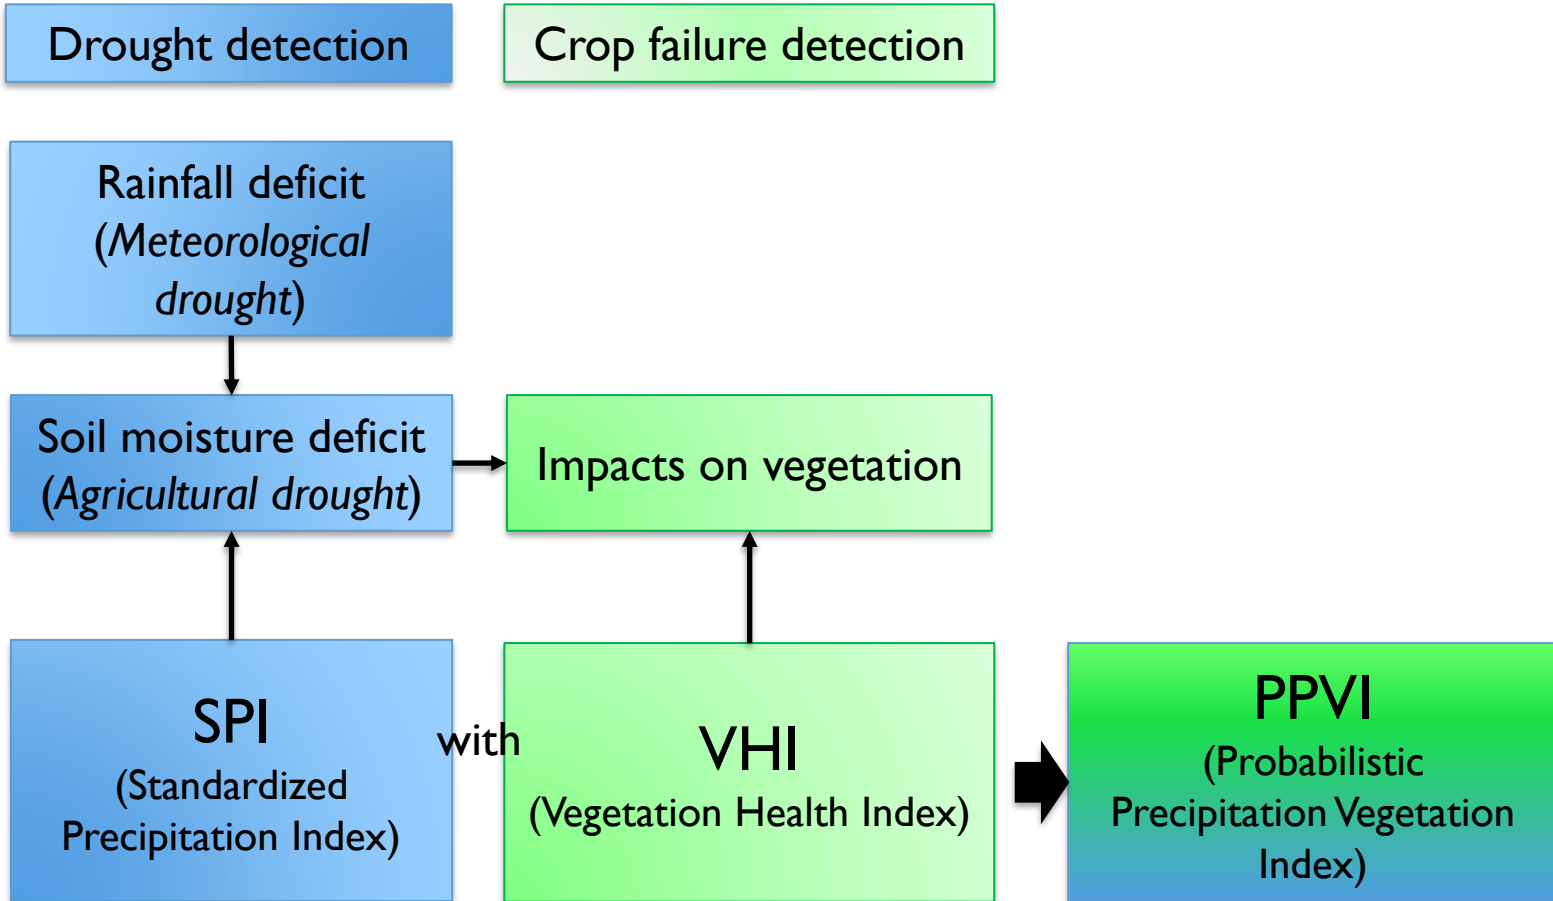 Drought detection
Crop failure detection
Rainfall deficit
(Meteorological
drought)
Soil moisture deficit
(Agricultural drought)
Impacts on vegetation
SPI
(Standardized
Precipitation Index)
with
VHI
(Vegetation Health Index)
PPVI
(Probabilistic
Precipitation Vegetation
Index)